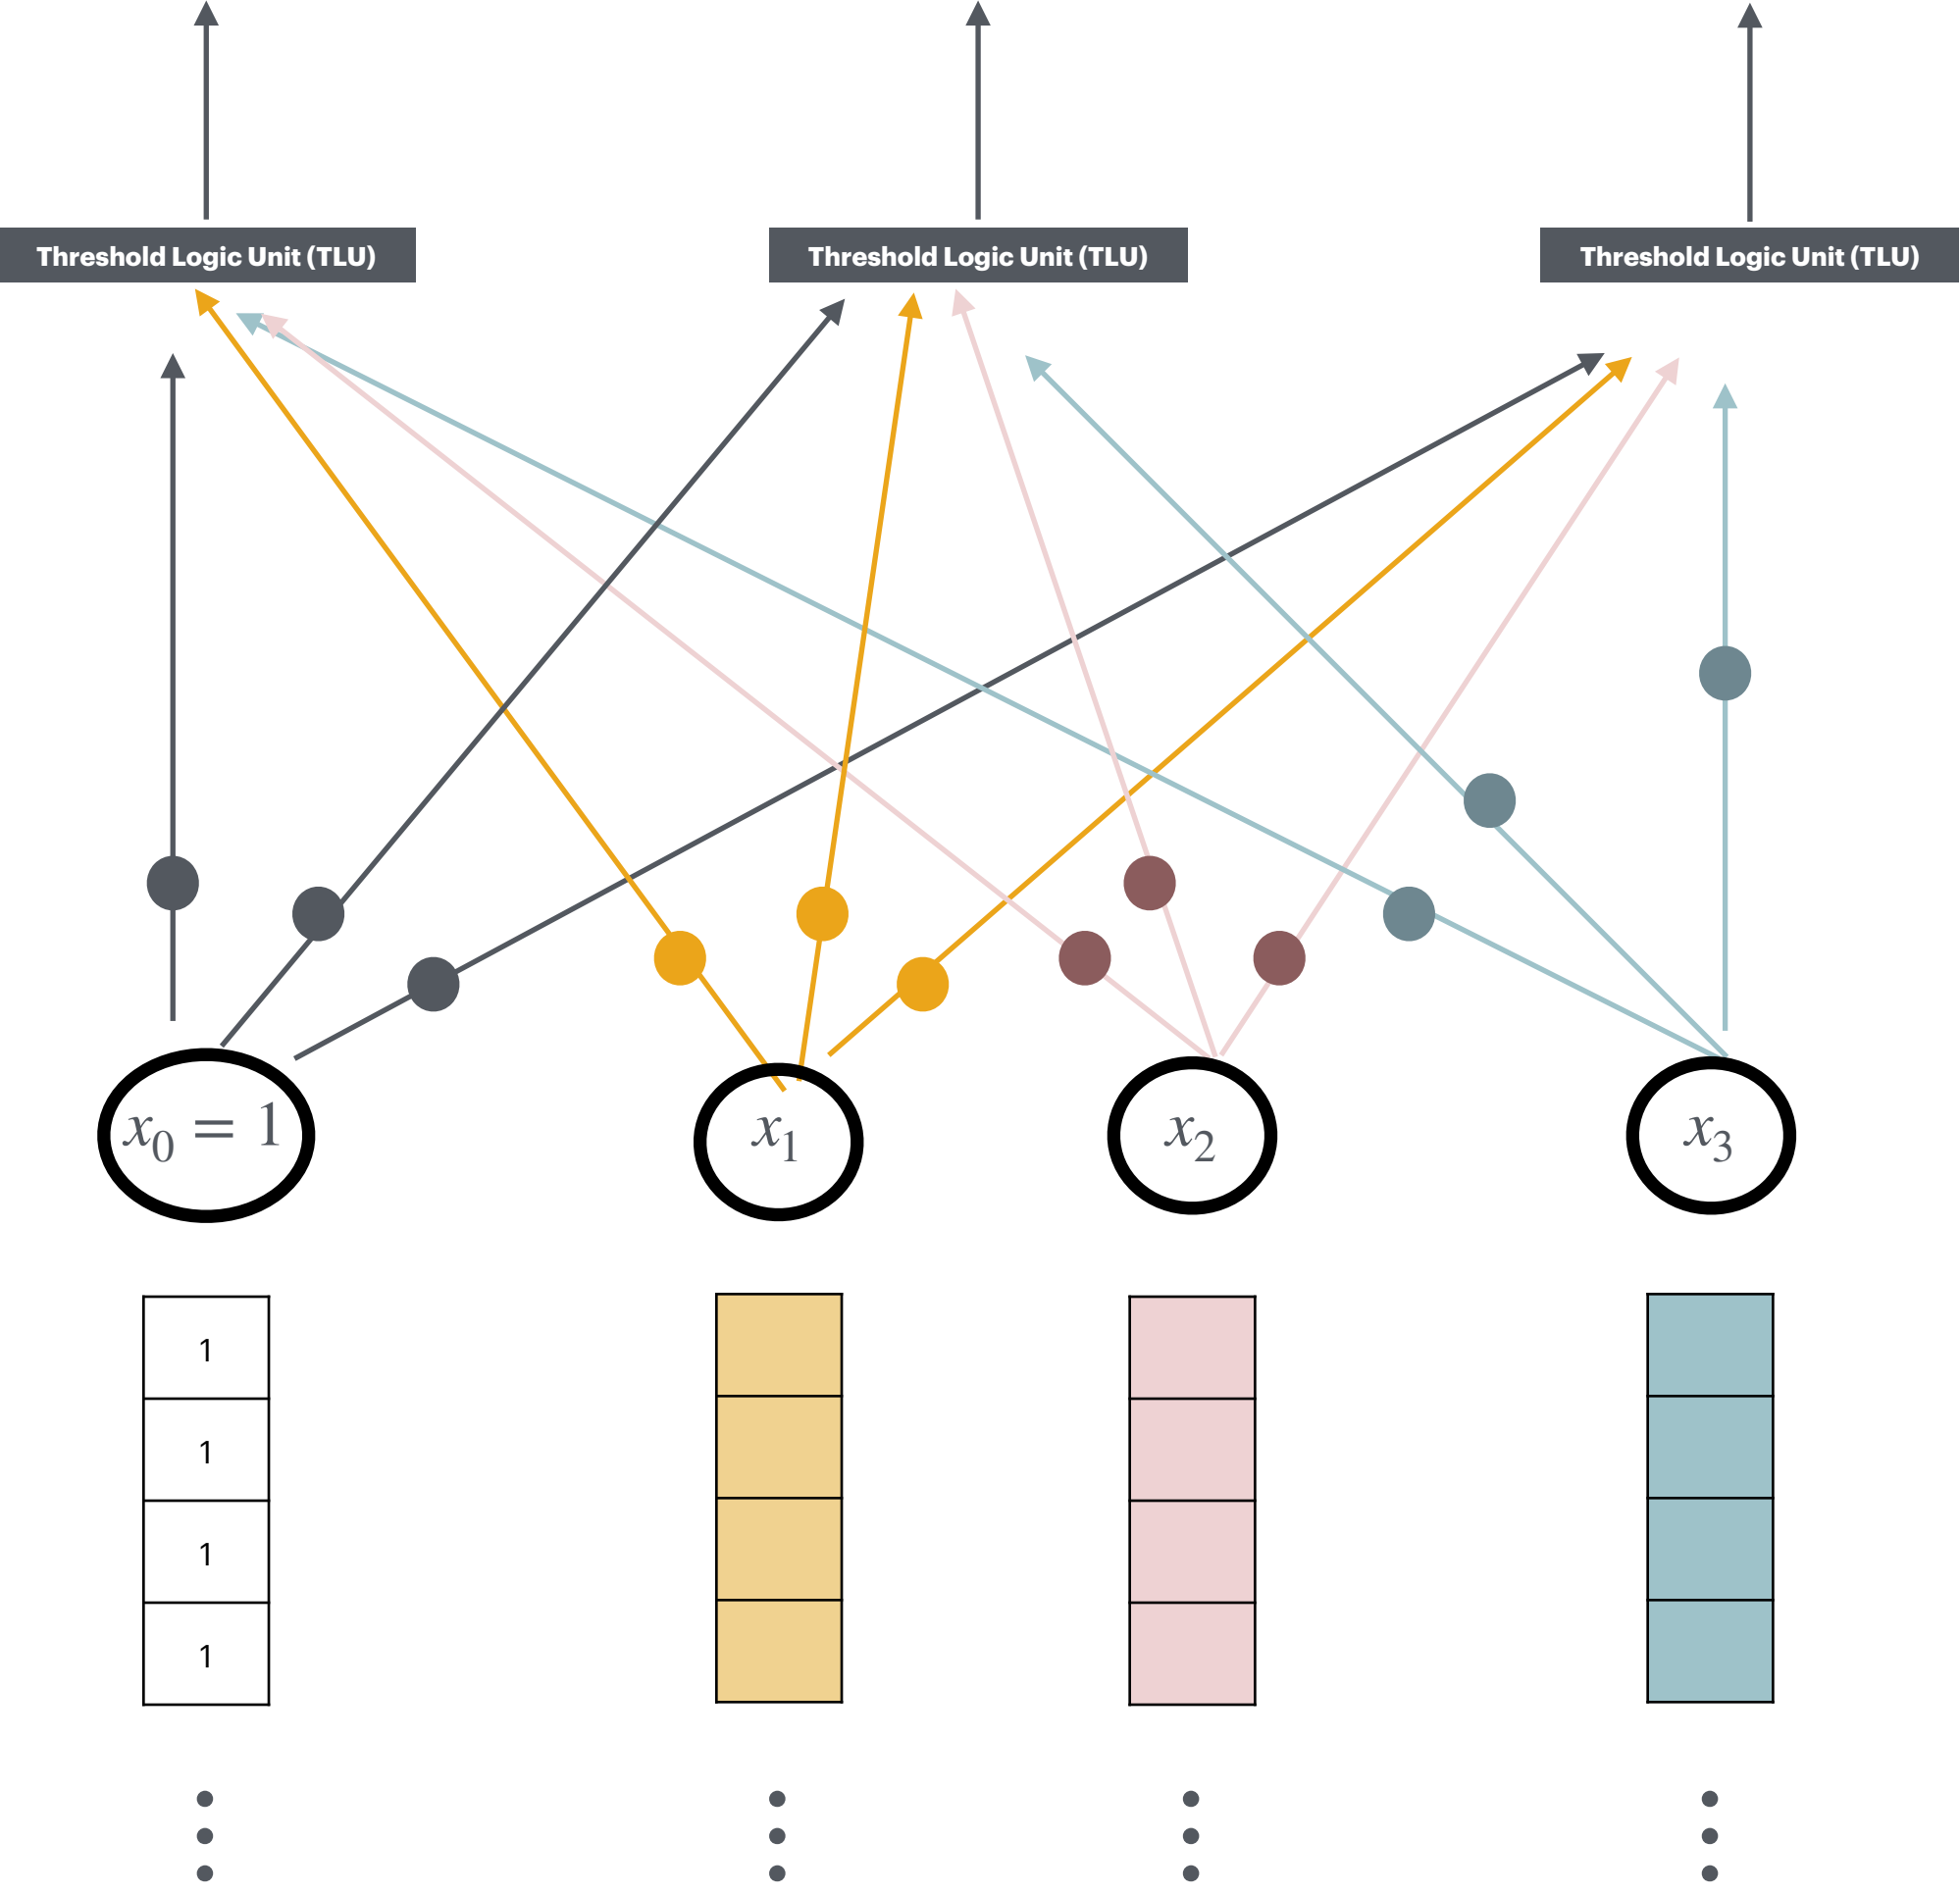 Threshold Logic Unit (TLU)
Threshold Logic Unit (TLU)
Threshold Logic Unit (TLU)
x₀ = 1
x₁
x₂
x₃
1
1
1
1